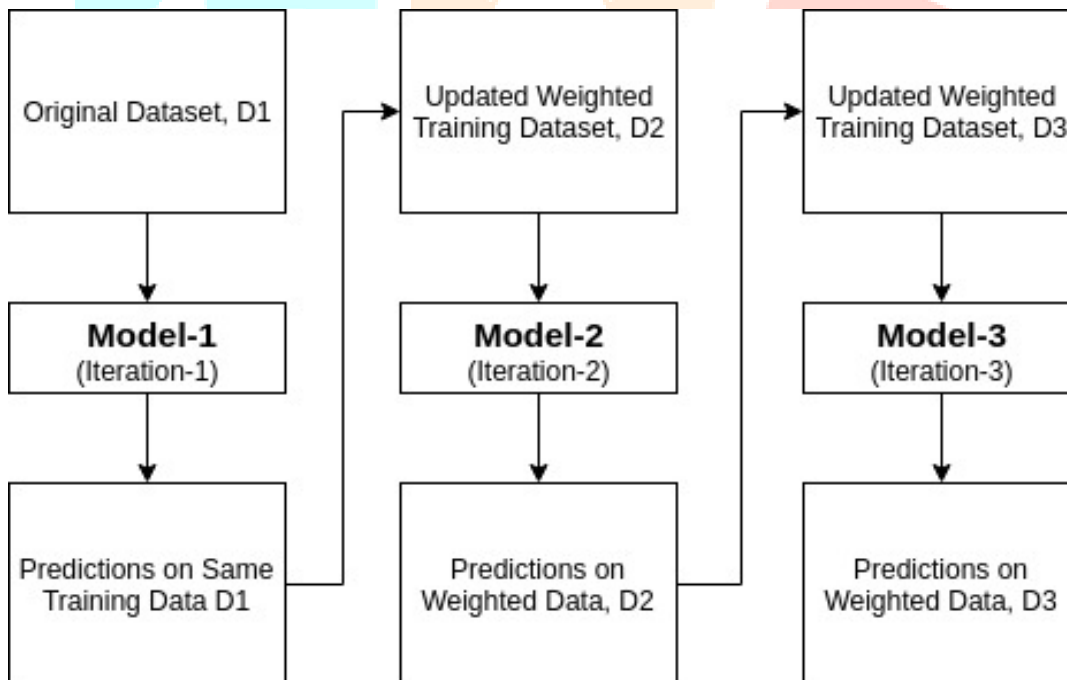 Original Dataset, D1
Updated Weighted
Training Dataset, D2
Updated Weighted
Training Dataset, D3
Model-1
(Iteration-1)
Model-2
(Iteration-2)
Model-3
(Iteration-3)
Predictions on Same
Training Data D1
Predictions on
Weighted Data, D2
Predictions on
Weighted Data, D3